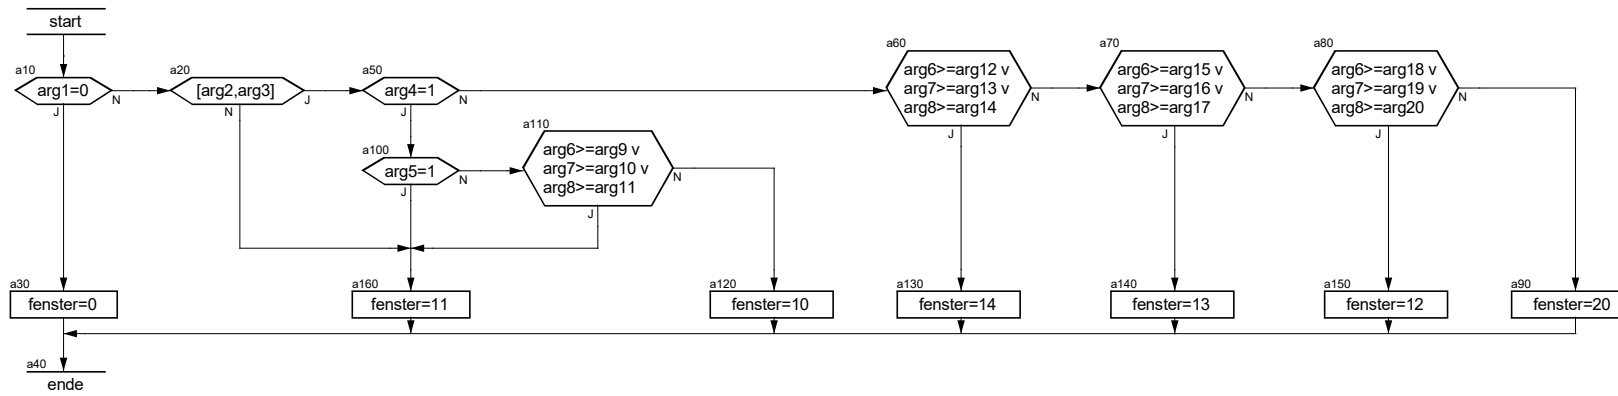 start
a10
arg1=0
N
J
a20
[arg2,arg3]
J
N
a50
arg4=1
N
J
a60
arg6>=arg12 v
arg7>=arg13 v
arg8>=arg14
N
J
a70
arg6>=arg15 v
arg7>=arg16 v
arg8>=arg17
N
J
a80
arg6>=arg18 v
arg7>=arg19 v
arg8>=arg20
N
J
a100
arg5=1
N
J
a110
arg6>=arg9 v
arg7>=arg10 v
arg8>=arg11
N
J
a30
fenster=0
a160
fenster=11
a120
fenster=10
a130
fenster=14
a140
fenster=13
a150
fenster=12
a90
fenster=20
a40
ende